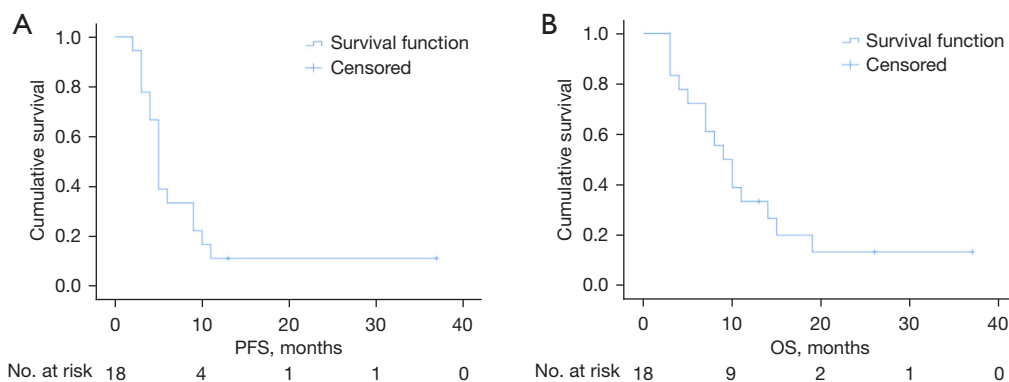 A
Cumulative survival
1.0
0.8
0.6
0.4
0.2
0.0
Survival function
Censored
0 10 20 30 40
PFS, months
No. at risk 18 4 1 1 0
B
Cumulative survival
1.0
0.8
0.6
0.4
0.2
0.0
Survival function
Censored
0 10 20 30 40
OS, months
No. at risk 18 9 2 1 0